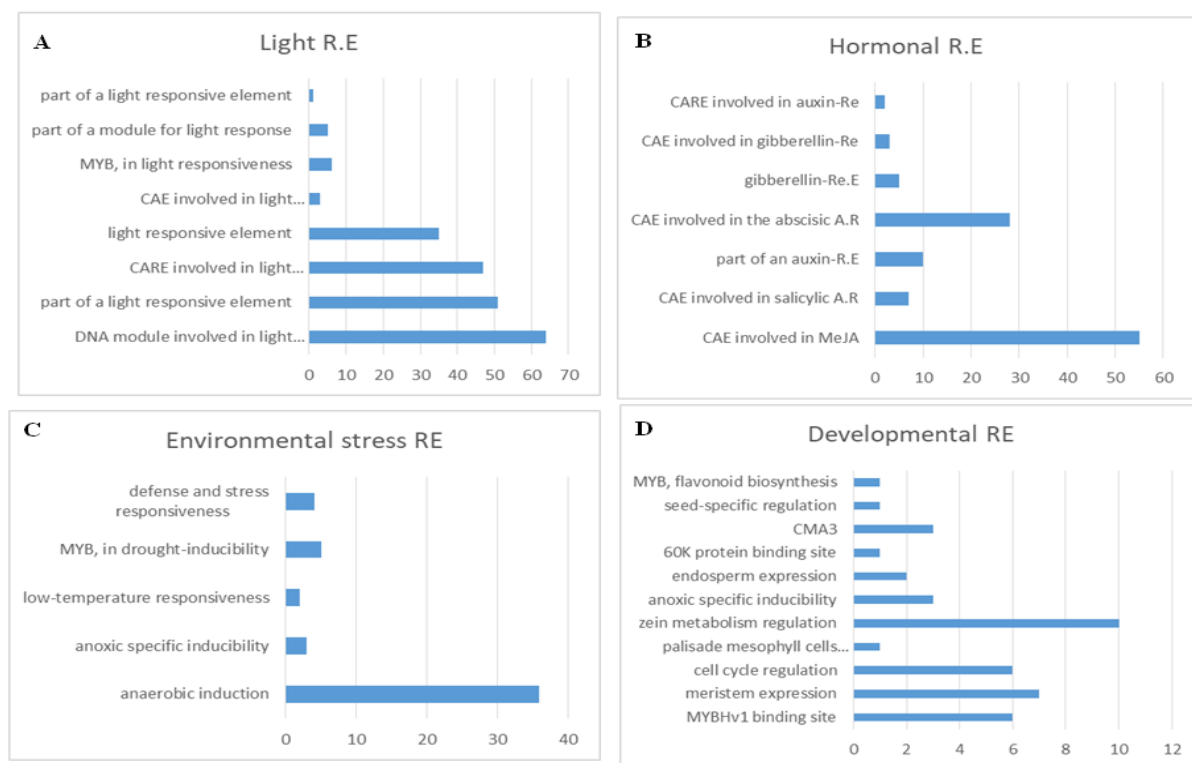 A
Light R.E
part of a light responsive element
part of a module for light response
MYB, in light responsiveness
CAE involved in light...
light responsive element
CARE involved in light...
part of a light responsive element
DNA module involved in light...
0 10 20 30 40 50 60 70
B
Hormonal R.E
CARE involved in auxin-Re
CAE involved in gibberellin-Re
gibberellin-Re.E
CAE involved in the abscisic A.R
part of an auxin-R.E
CAE involved in salicylic A.R
CAE involved in MeJA
0 10 20 30 40 50 60
C
Environmental stress RE
defense and stress
responsiveness
MYB, in drought-inducibility
low-temperature responsiveness
anoxic specific inducibility
anaerobic induction
0 10 20 30 40
D
Developmental RE
MYB, flavonoid biosynthesis
seed-specific regulation
CMA3
60K protein binding site
endosperm expression
anoxic specific inducibility
zein metabolism regulation
palisade mesophyll cells...
cell cycle regulation
meristem expression
MYBHv1 binding site
0 2 4 6 8 10 12